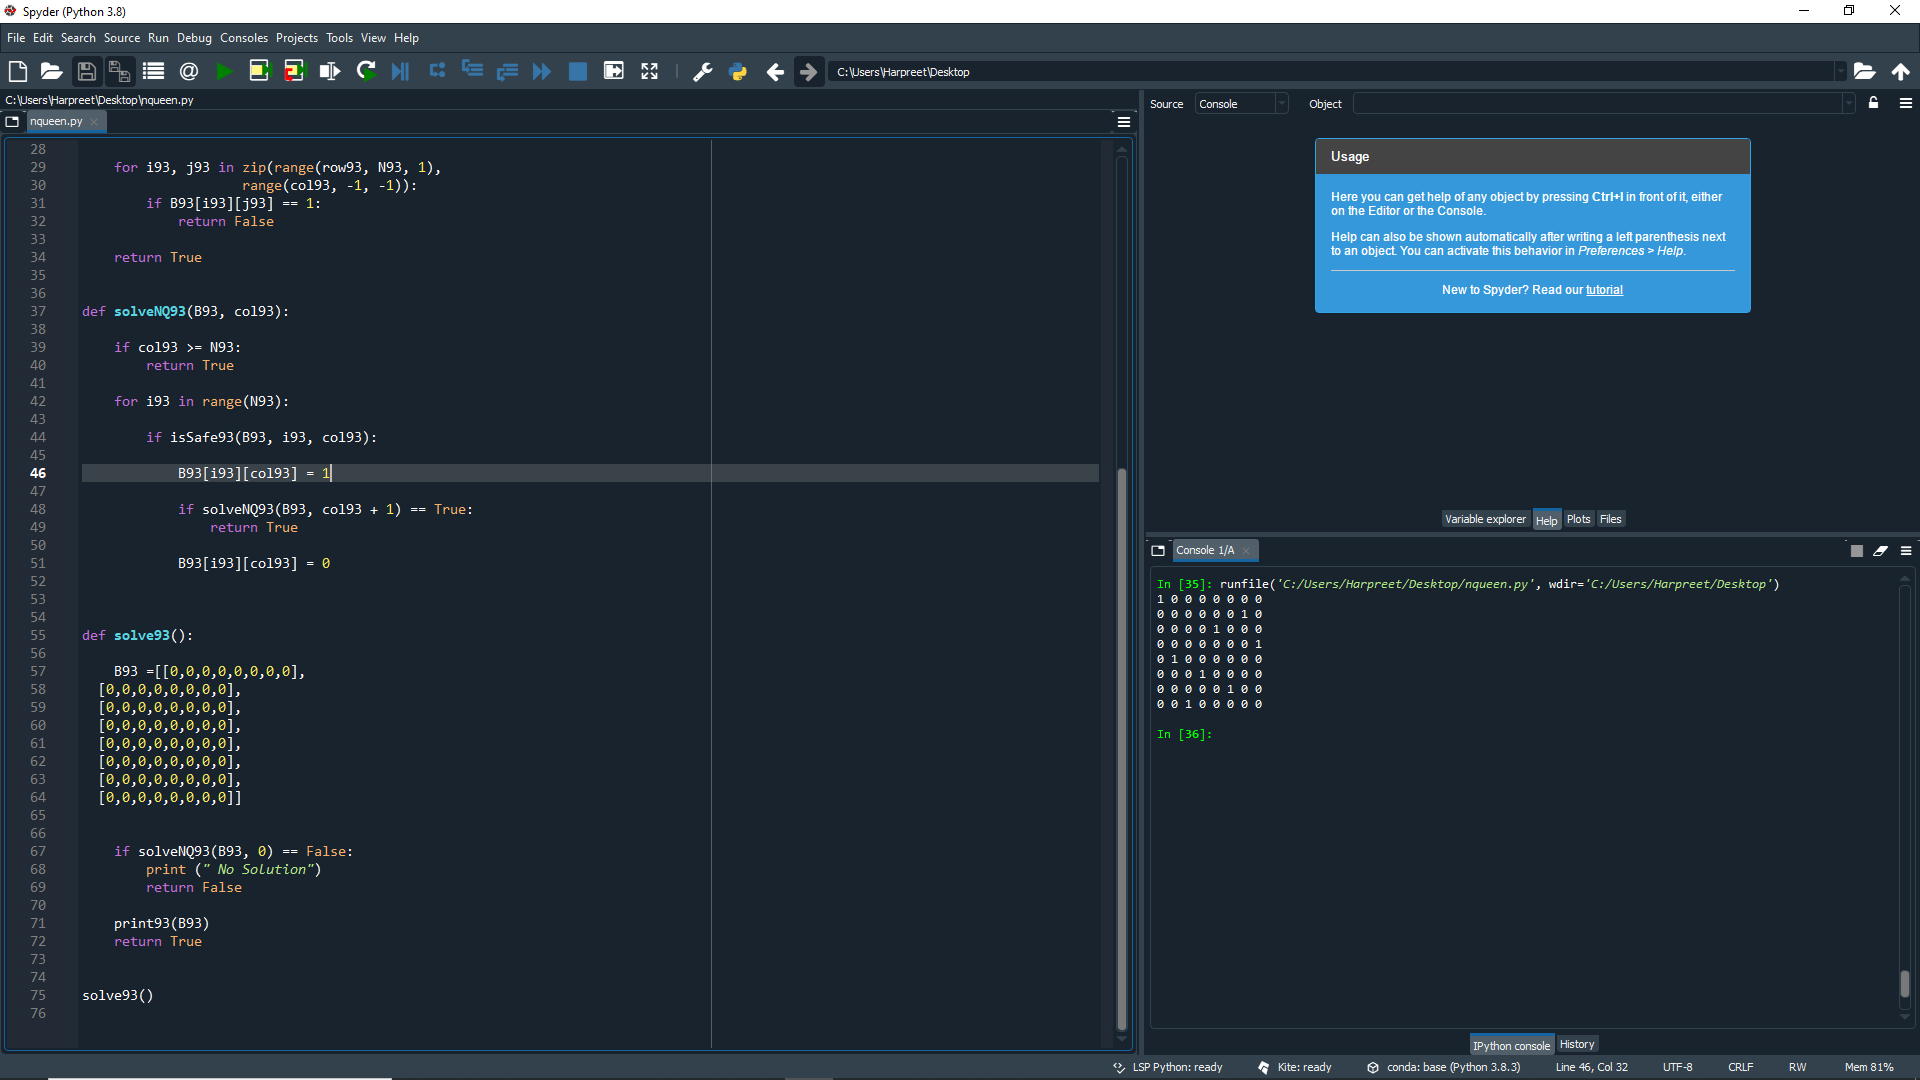 Spyder (Python 3.8)
File Edit Search Source Run Debug Consoles Projects Tools View Help
C:\Users\Harpreet\Desktop
C:\Users\Harpreet\Desktop\nqueen.py
nqueen.py
28
29 for i93, j93 in zip(range(row93, N93, 1),
30 range(col93, -1, -1)):
31 if B93[i93][j93] == 1:
32 return False
33
34 return True
35
36
37 def solveNQ93(B93, col93):
38
39 if col93 >= N93:
40 return True
41
42 for i93 in range(N93):
43
44 if isSafe93(B93, i93, col93):
45
46 B93[i93][col93] = 1
47
48 if solveNQ93(B93, col93 + 1) == True:
49 return True
50
51 B93[i93][col93] = 0
52
53
54
55 def solve93():
56
57 B93 =[[0,0,0,0,0,0,0,0],
58 [0,0,0,0,0,0,0,0],
59 [0,0,0,0,0,0,0,0],
60 [0,0,0,0,0,0,0,0],
61 [0,0,0,0,0,0,0,0],
62 [0,0,0,0,0,0,0,0],
63 [0,0,0,0,0,0,0,0],
64 [0,0,0,0,0,0,0,0]]
65
66
67 if solveNQ93(B93, 0) == False:
68 print (" No Solution")
69 return False
70
71 print93(B93)
72 return True
73
74
75 solve93()
76
Source Console Object
Usage
Here you can get help of any object by pressing Ctrl+I in front of it, either
on the Editor or the Console.
Help can also be shown automatically after writing a left parenthesis next
to an object. You can activate this behavior in Preferences > Help.
New to Spyder? Read our tutorial
Variable explorer Help Plots Files
Console 1/A
In [35]: runfile('C:/Users/Harpreet/Desktop/nqueen.py', wdir='C:/Users/Harpreet/Desktop')
1 0 0 0 0 0 0 0
0 0 0 0 0 0 1 0
0 0 0 0 1 0 0 0
0 0 0 0 0 0 0 1
0 1 0 0 0 0 0 0
0 0 0 1 0 0 0 0
0 0 0 0 0 1 0 0
0 0 1 0 0 0 0 0
In [36]:
IPython console History
LSP Python: ready Kite: ready conda: base (Python 3.8.3) Line 46, Col 32 UTF-8 CRLF RW Mem 81%